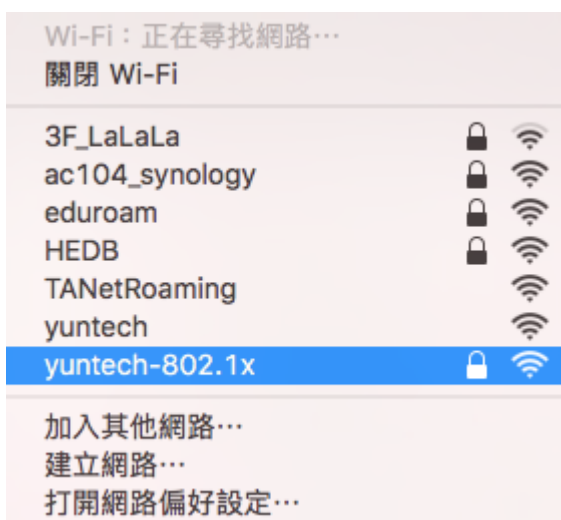 Wi-Fi：正在尋找網路⋯
關閉 Wi-Fi
3F_LaLaLa
ac104_synology
eduroam
HEDB
TANetRoaming
yuntech
yuntech-802.1x
加入其他網路⋯
建立網路⋯
打開網路偏好設定⋯